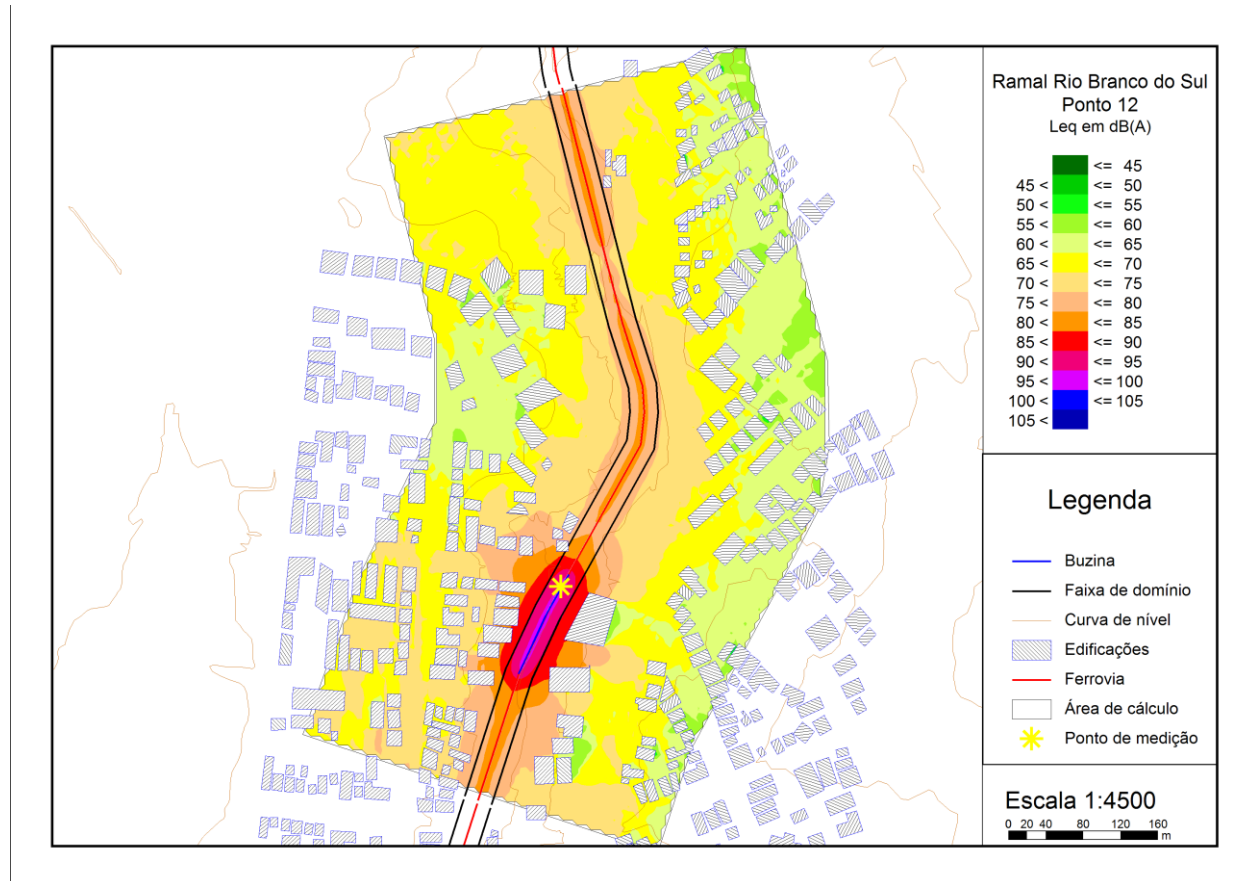 Ramal Rio Branco do Sul
Ponto 12
Leq em dB(A)
<= 45
45 < <= 50
50 < <= 55
55 < <= 60
60 < <= 65
65 < <= 70
70 < <= 75
75 < <= 80
80 < <= 85
85 < <= 90
90 < <= 95
95 < <= 100
100 < <= 105
105 <
Legenda
Buzina
Faixa de domínio
Curva de nível
Edificações
Ferrovia
Área de cálculo
Ponto de medição
Escala 1:4500
0 20 40 80 120 160
m